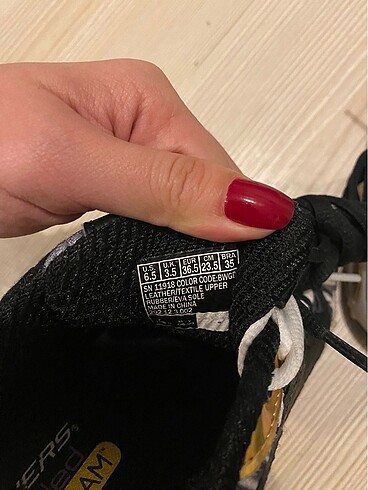 U.S. U.K. EUR CM BRA
6.5 3.5 36.5 23.5 35
SN 11918 COLOR CODE:BWGT
LEATHER/TEXTILE UPPER
RUBBER/EVA SOLE
MADE IN CHINA